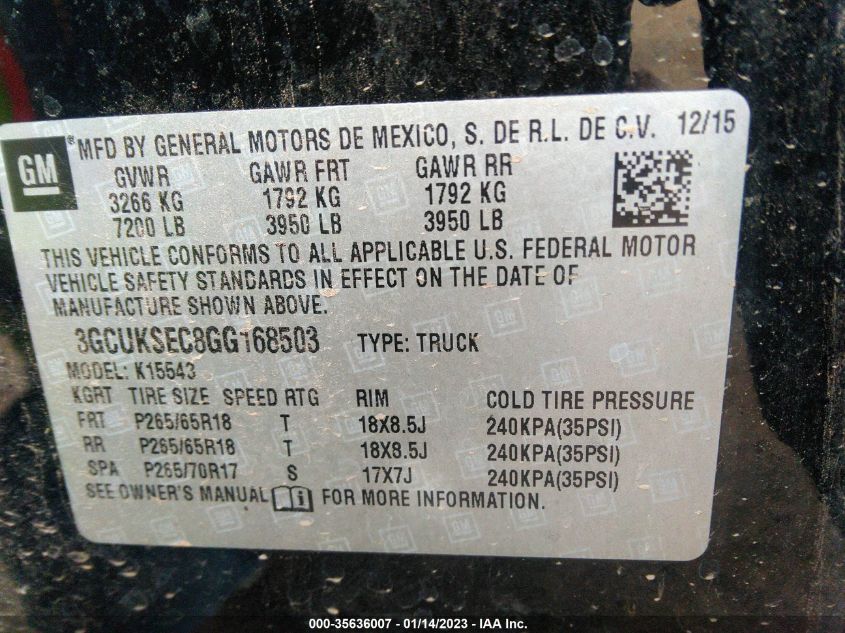 GM ® MFD BY GENERAL MOTORS DE MEXICO, S. DE R.L. DE C.V. 12/15
GVWR GAWR FRT GAWR RR
3266 KG 1792 KG 1792 KG
7200 LB 3950 LB 3950 LB
THIS VEHICLE CONFORMS TO ALL APPLICABLE U.S. FEDERAL MOTOR
VEHICLE SAFETY STANDARDS IN EFFECT ON THE DATE OF
MANUFACTURE SHOWN ABOVE.
3GCUKSEC8GG168503 TYPE: TRUCK
MODEL: K15543
KGRT TIRE SIZE SPEED RTG RIM COLD TIRE PRESSURE
FRT P265/65R18 T 18X8.5J 240KPA(35PSI)
RR P265/65R18 T 18X8.5J 240KPA(35PSI)
SPA P265/70R17 S 17X7J 240KPA(35PSI)
SEE OWNER'S MANUAL FOR MORE INFORMATION.
000-35636007 - 01/14/2023 - IAA Inc.